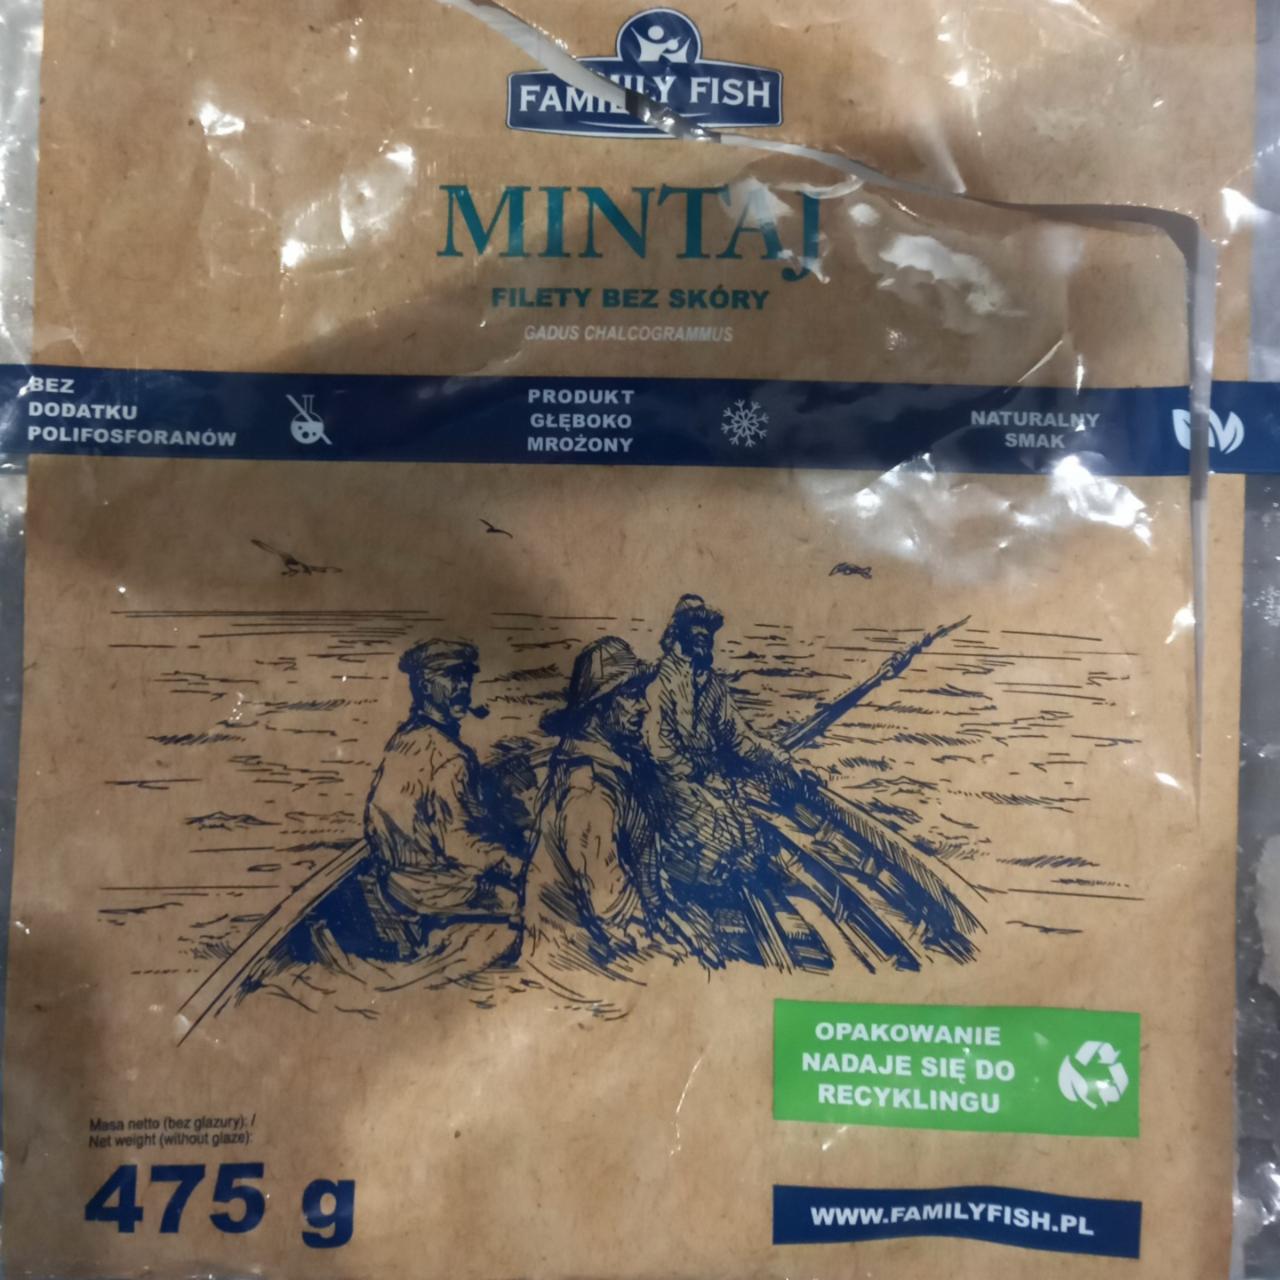 FAMILY FISH
MINTAJ
FILETY BEZ SKÓRY
GADUS CHALCOGRAMMUS
BEZ
DODATKU
POLIFOSFORANÓW
PRODUKT
GŁĘBOKO
MROŻONY
NATURALNY
SMAK
OPAKOWANIE
NADAJE SIĘ DO
RECYKLINGU
Masa netto (bez glazury): /
Net weight (without glaze):
475 g
WWW.FAMILYFISH.PL